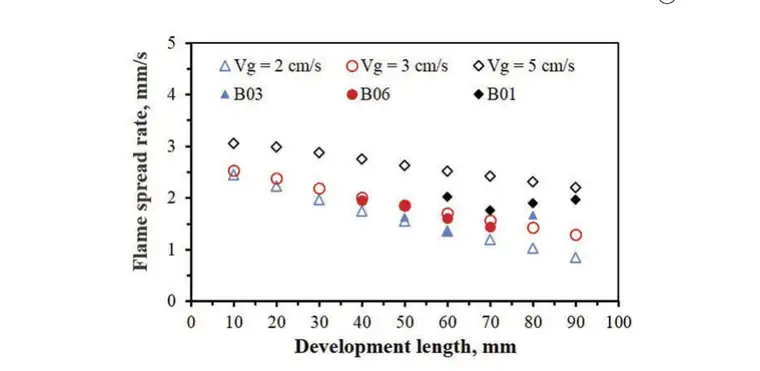 5
△ Vg = 2 cm/s ○ Vg = 3 cm/s ◇ Vg = 5 cm/s
4
▲ B03 ● B06 ◆ B01
3
2
1
0
Flame spread rate, mm/s
0 10 20 30 40 50 60 70 80 90 100
Development length, mm